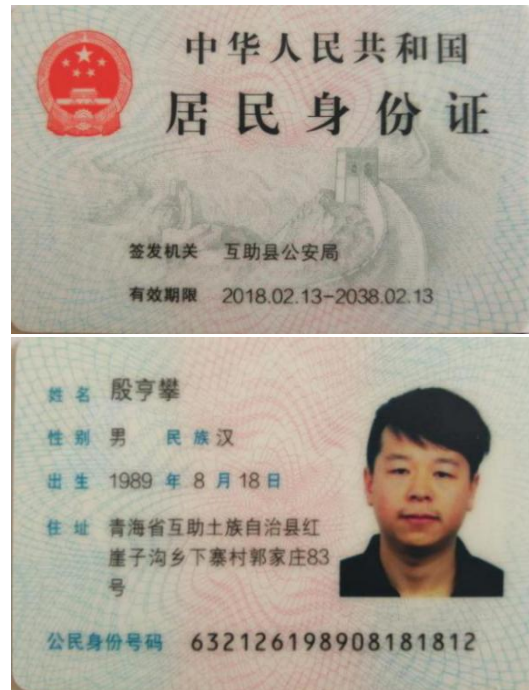 中华人民共和国
居民身份证
签发机关 互助县公安局
有效期限 2018.02.13-2038.02.13
姓名 殷亨攀
性别 男 民族 汉
出生 1989 年 8 月 18 日
住址 青海省互助土族自治县红
崖子沟乡下寨村郭家庄83
号
公民身份号码 632126198908181812